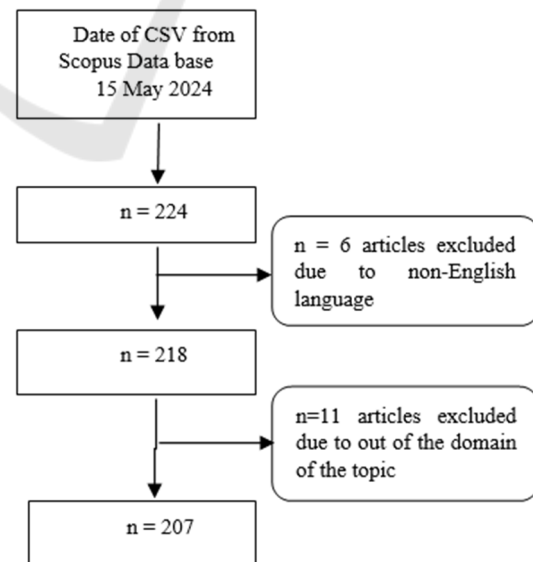 Date of CSV from
Scopus Data base
15 May 2024
n = 224
n = 6 articles excluded
due to non-English
language
n = 218
n=11 articles excluded
due to out of the domain
of the topic
n = 207